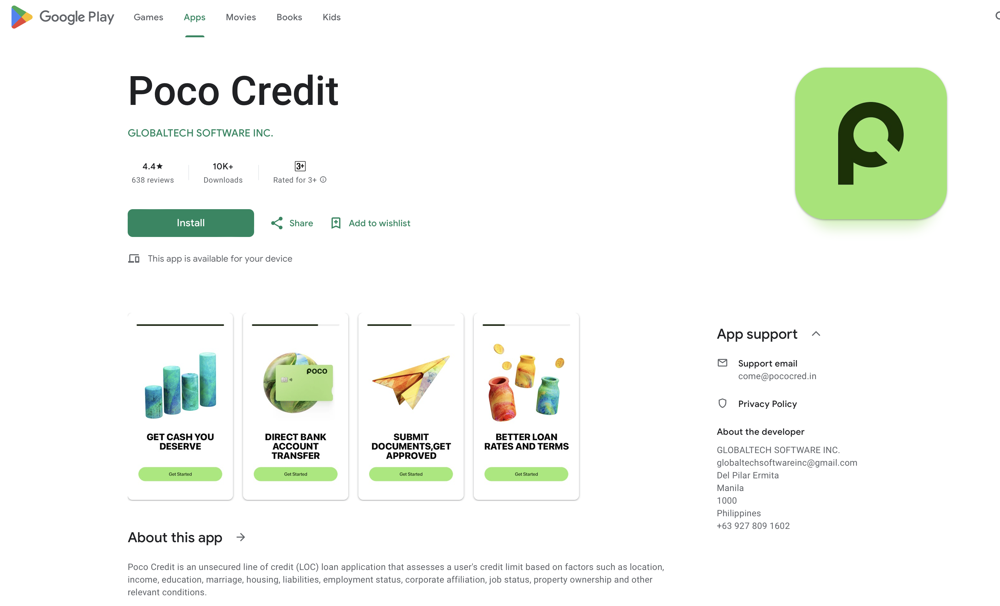 Google Play
Games
Apps
Movies
Books
Kids
Poco Credit
GLOBALTECH SOFTWARE INC.
4.4★
638 reviews
10K+
Downloads
3+
Rated for 3+
Install
Share
Add to wishlist
This app is available for your device
GET CASH YOU
DESERVE
Get Started
POCO
DIRECT BANK
ACCOUNT
TRANSFER
Get Started
SUBMIT
DOCUMENTS,GET
APPROVED
Get Started
BETTER LOAN
RATES AND TERMS
Get Started
App support
Support email
come@pococred.in
Privacy Policy
About the developer
GLOBALTECH SOFTWARE INC.
globaltechsoftwareinc@gmail.com
Del Pilar Ermita
Manila
1000
Philippines
+63 927 809 1602
About this app
Poco Credit is an unsecured line of credit (LOC) loan application that assesses a user's credit limit based on factors such as location,
income, education, marriage, housing, liabilities, employment status, corporate affiliation, job status, property ownership and other
relevant conditions.